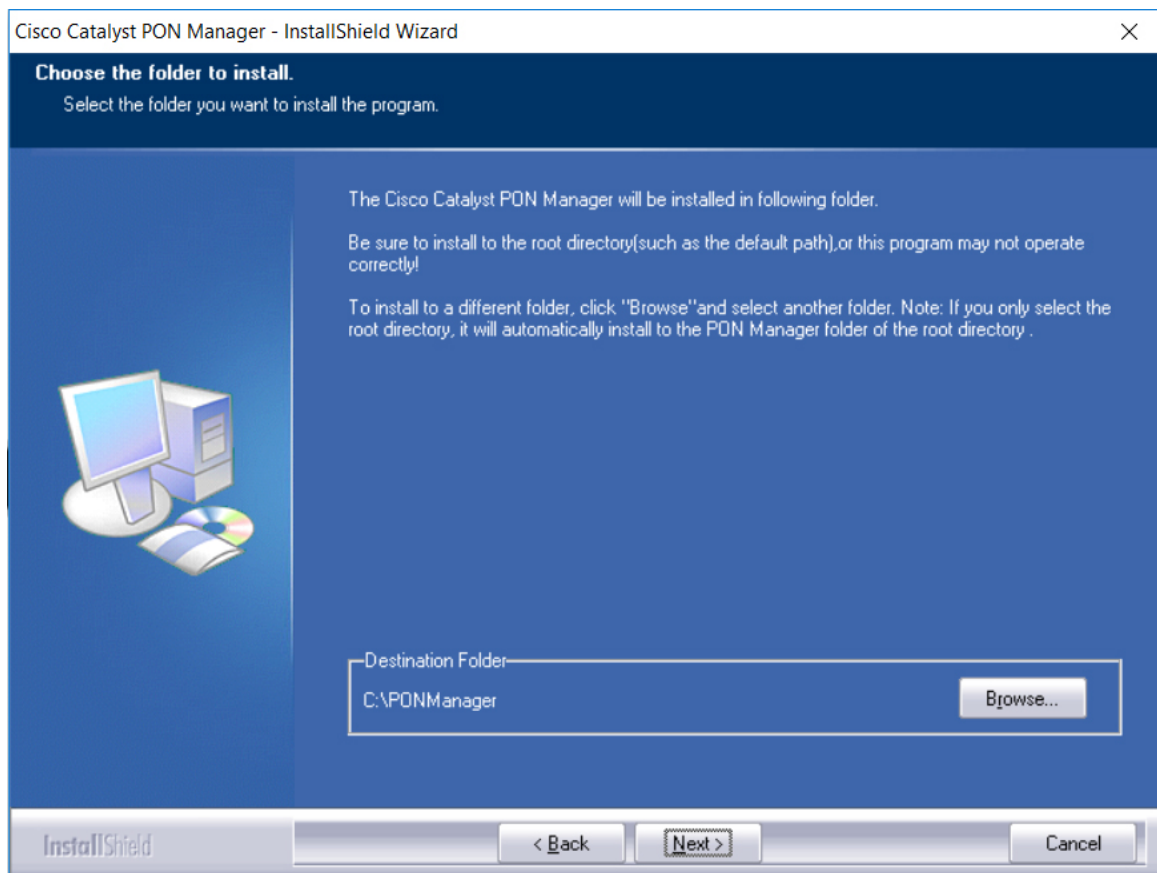 Cisco Catalyst PON Manager - InstallShield Wizard
Choose the folder to install.
Select the folder you want to install the program.
The Cisco Catalyst PON Manager will be installed in following folder.
Be sure to install to the root directory(such as the default path),or this program may not operate
correctly!
To install to a different folder, click "Browse"and select another folder. Note: If you only select the
root directory, it will automatically install to the PON Manager folder of the root directory .
Destination Folder
C:\PONManager
Browse...
InstallShield
< Back
Next >
Cancel